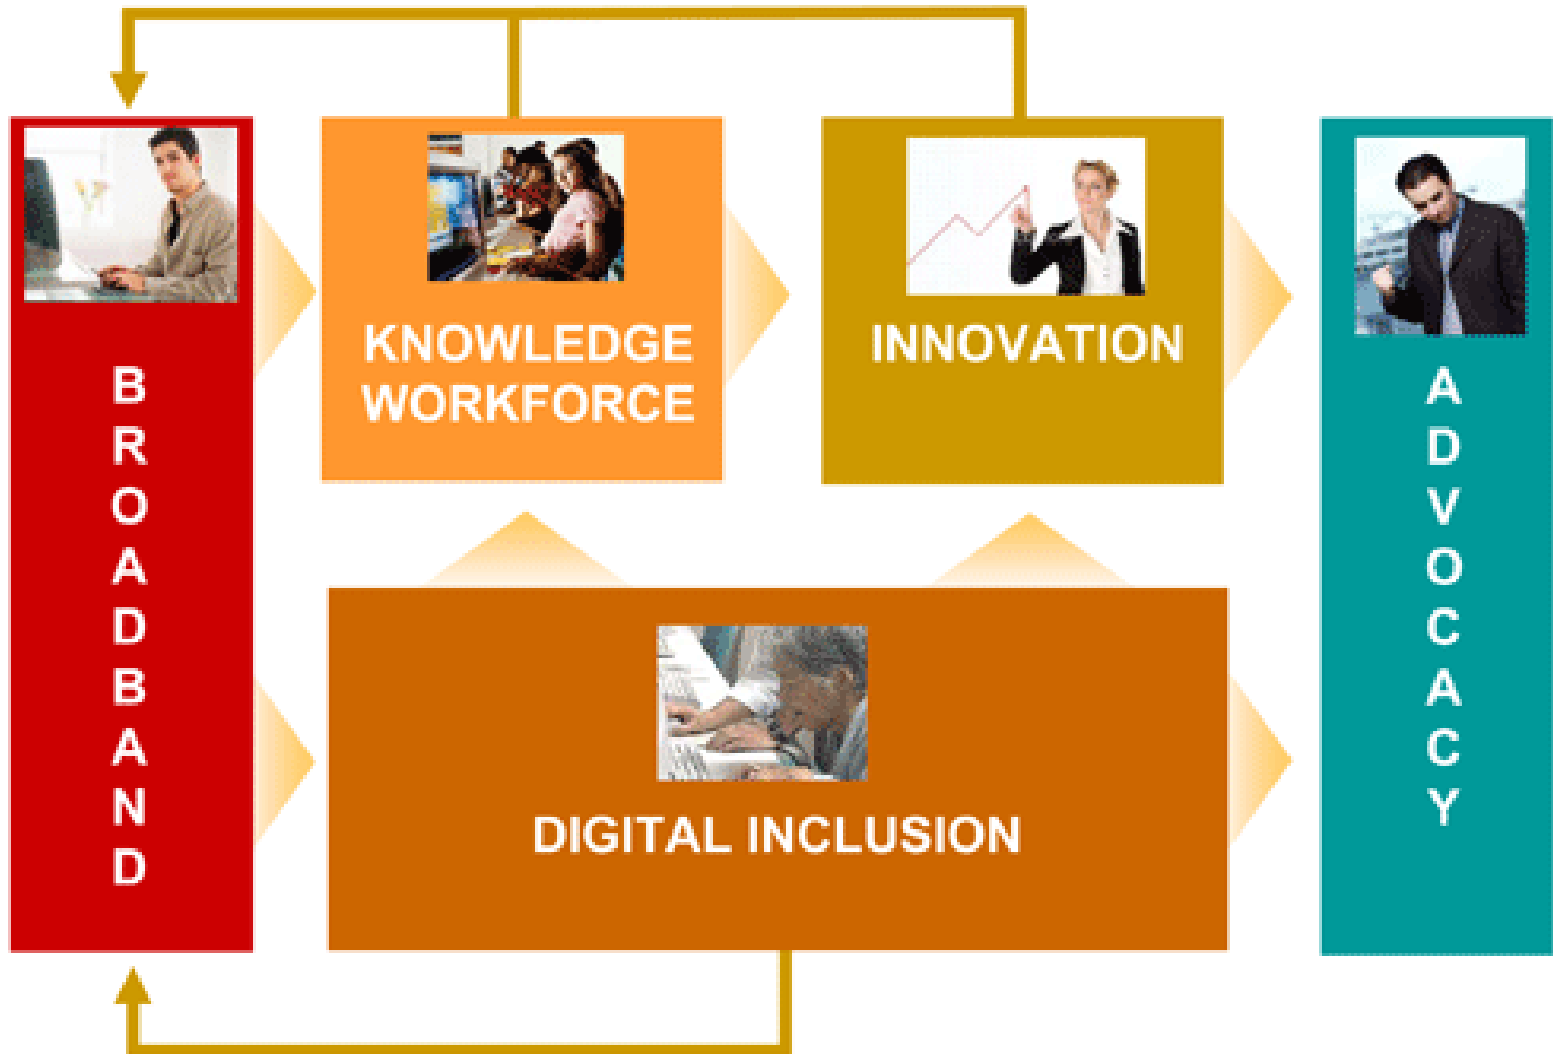 BROADBAND
KNOWLEDGE
WORKFORCE
INNOVATION
ADVOCACY
DIGITAL INCLUSION